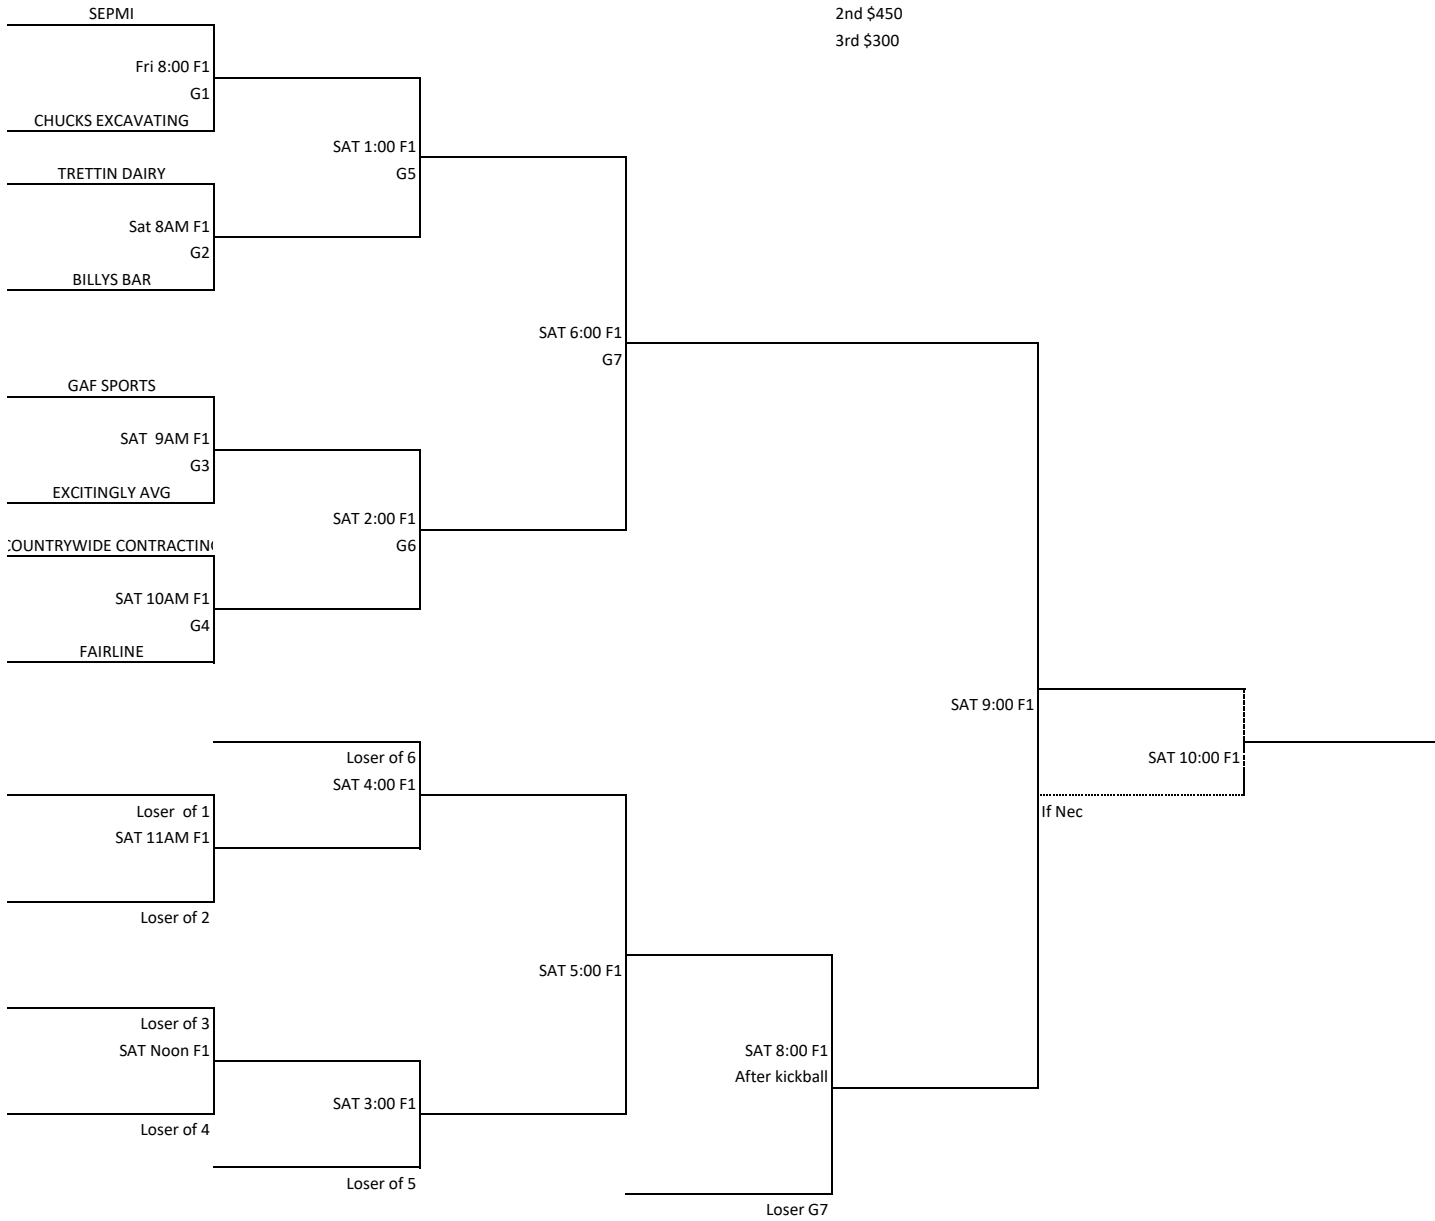 SEPMI
2nd $450
3rd $300
Fri 8:00 F1
G1
CHUCKS EXCAVATING
SAT 1:00 F1
G5
TRETTIN DAIRY
Sat 8AM F1
G2
BILLYS BAR
SAT 6:00 F1
G7
GAF SPORTS
SAT  9AM F1
G3
EXCITINGLY AVG
SAT 2:00 F1
G6
COUNTRYWIDE CONTRACTING
SAT 10AM F1
G4
FAIRLINE
SAT 9:00 F1
Loser of 6
SAT 4:00 F1
SAT 10:00 F1
Loser  of 1
SAT 11AM F1
If Nec
Loser of 2
SAT 5:00 F1
Loser of 3
SAT Noon F1
SAT 8:00 F1
After kickball
SAT 3:00 F1
Loser of 4
Loser of 5
Loser G7